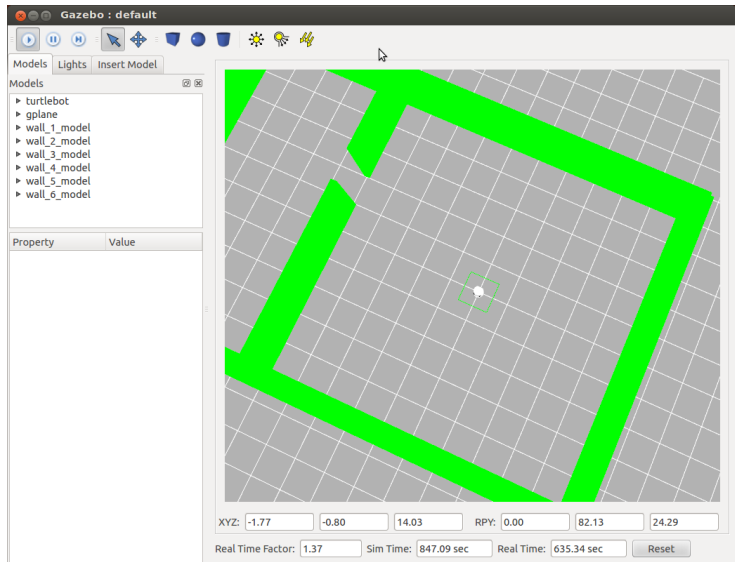 Gazebo : default
Models Lights Insert Model
Models
turtlebot
gplane
wall_1_model
wall_2_model
wall_3_model
wall_4_model
wall_5_model
wall_6_model
Property Value
XYZ: -1.77 -0.80 14.03 RPY: 0.00 82.13 24.29
Real Time Factor: 1.37 Sim Time: 847.09 sec Real Time: 635.34 sec Reset